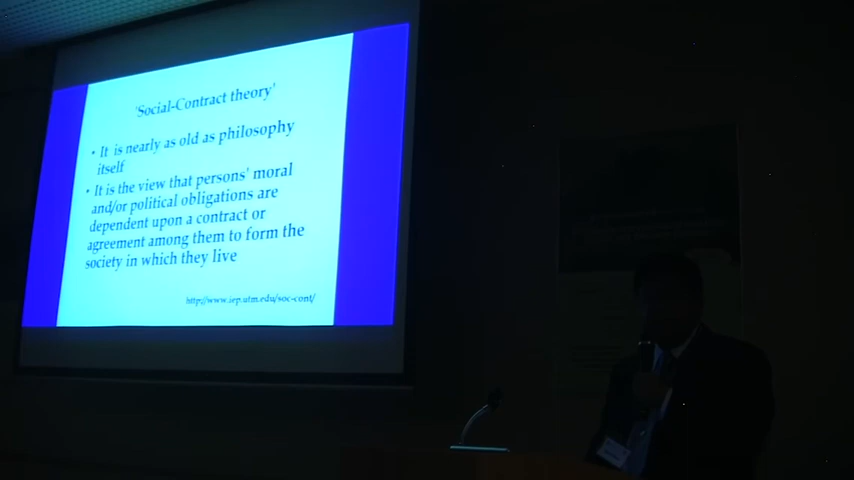 'Social-Contract theory'
• It is nearly as old as philosophy
itself
• It is the view that persons' moral
and/or political obligations are
dependent upon a contract or
agreement among them to form the
society in which they live
http://www.iep.utm.edu/soc-cont/